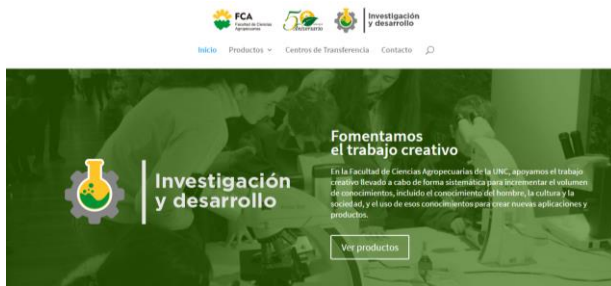 FCA
Facultad de Ciencias
Agropecuarias
50
Aniversario
Investigación
y desarrollo
Inicio Productos Centros de Transferencia Contacto
Investigación
y desarrollo
Fomentamos
el trabajo creativo
En la Facultad de Ciencias Agropecuarias de la UNC, apoyamos el trabajo
creativo llevado a cabo de forma sistemática para incrementar el volumen
de conocimientos, incluido el conocimiento del hombre, la cultura y la
sociedad, y el uso de esos conocimientos para crear nuevas aplicaciones y
productos.
Ver productos